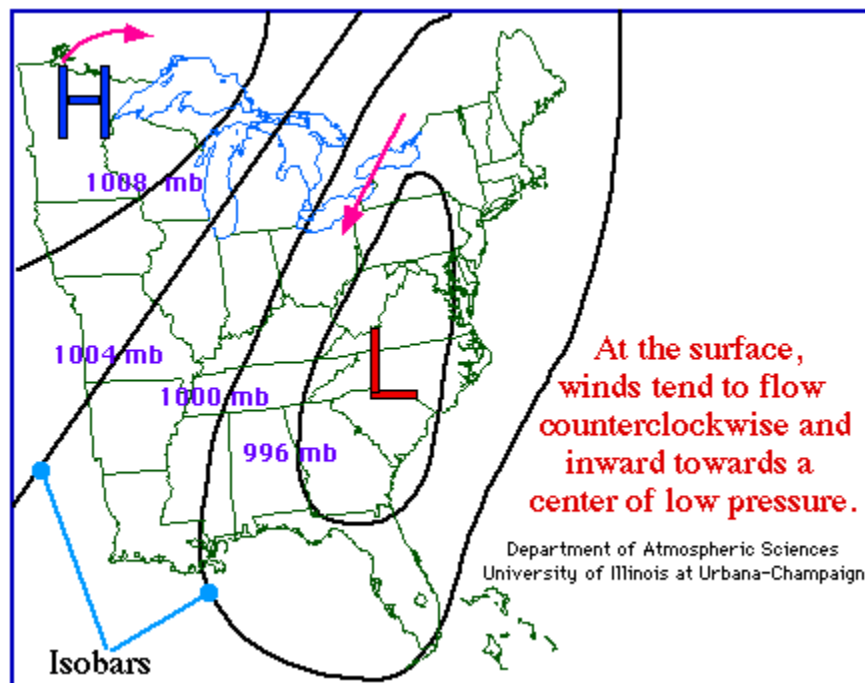 H
1008 mb
1004 mb
1000 mb
996 mb
L
At the surface,
winds tend to flow
counterclockwise and
inward towards a
center of low pressure.
Department of Atmospheric Sciences
University of Illinois at Urbana-Champaign
Isobars